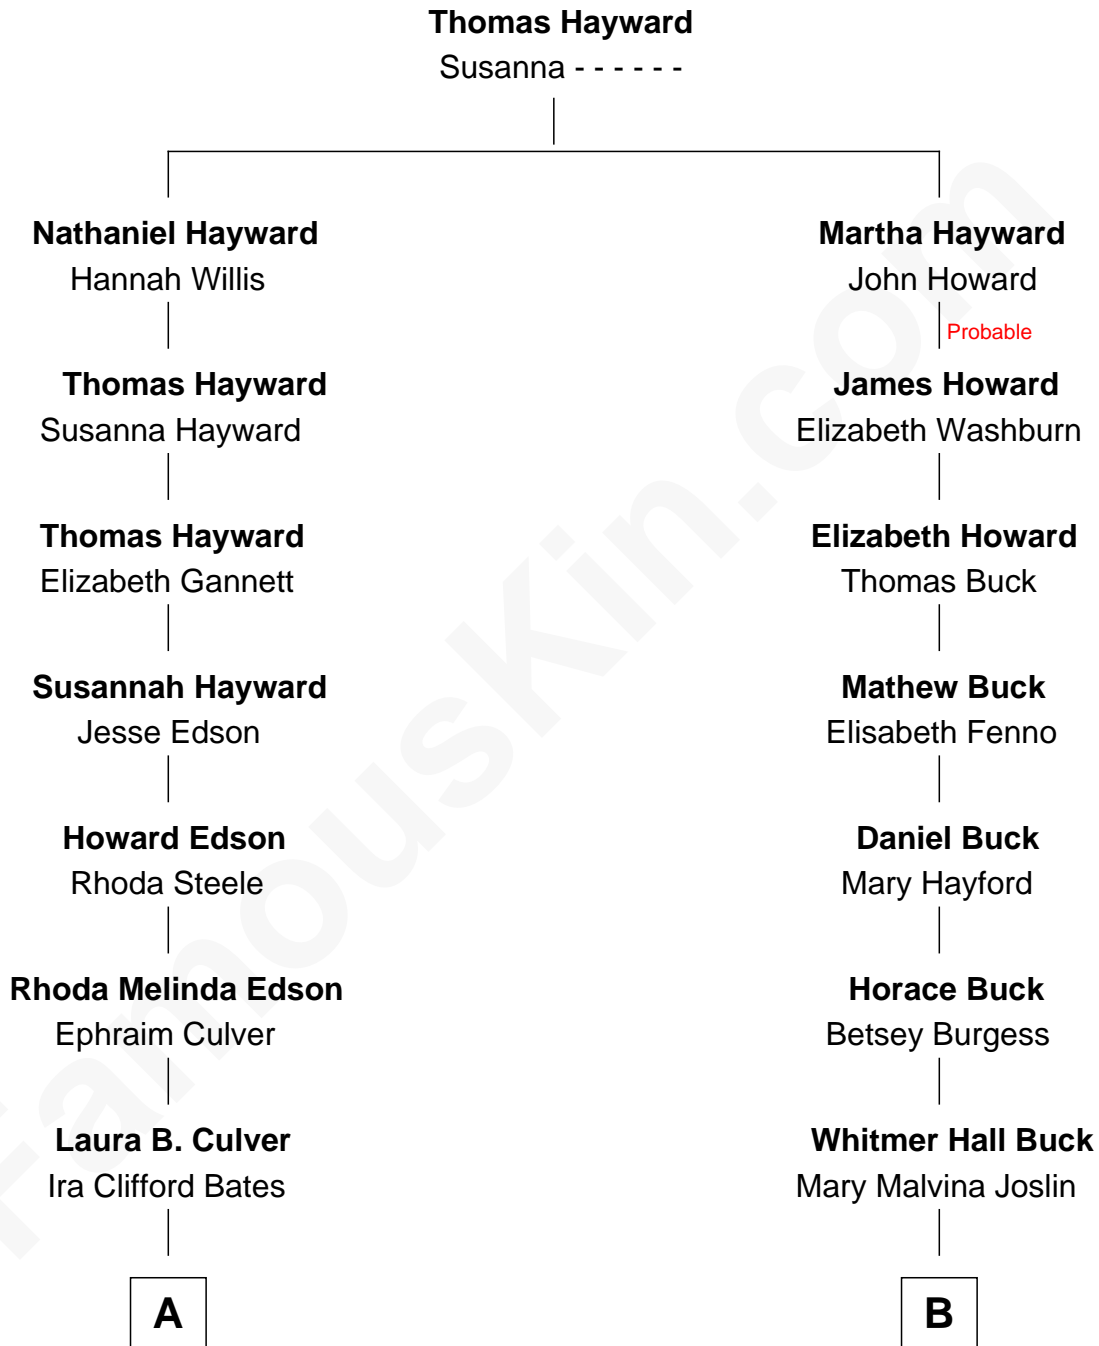 Thomas Hayward
Susanna - - - - - -
Nathaniel Hayward
Hannah Willis
Martha Hayward
John Howard
Probable
Thomas Hayward
Susanna Hayward
James Howard
Elizabeth Washburn
Thomas Hayward
Elizabeth Gannett
Elizabeth Howard
Thomas Buck
Susannah Hayward
Jesse Edson
Mathew Buck
Elisabeth Fenno
Howard Edson
Rhoda Steele
Daniel Buck
Mary Hayford
Rhoda Melinda Edson
Ephraim Culver
Horace Buck
Betsey Burgess
Laura B. Culver
Ira Clifford Bates
Whitmer Hall Buck
Mary Malvina Joslin
A
B
FamousKin.com